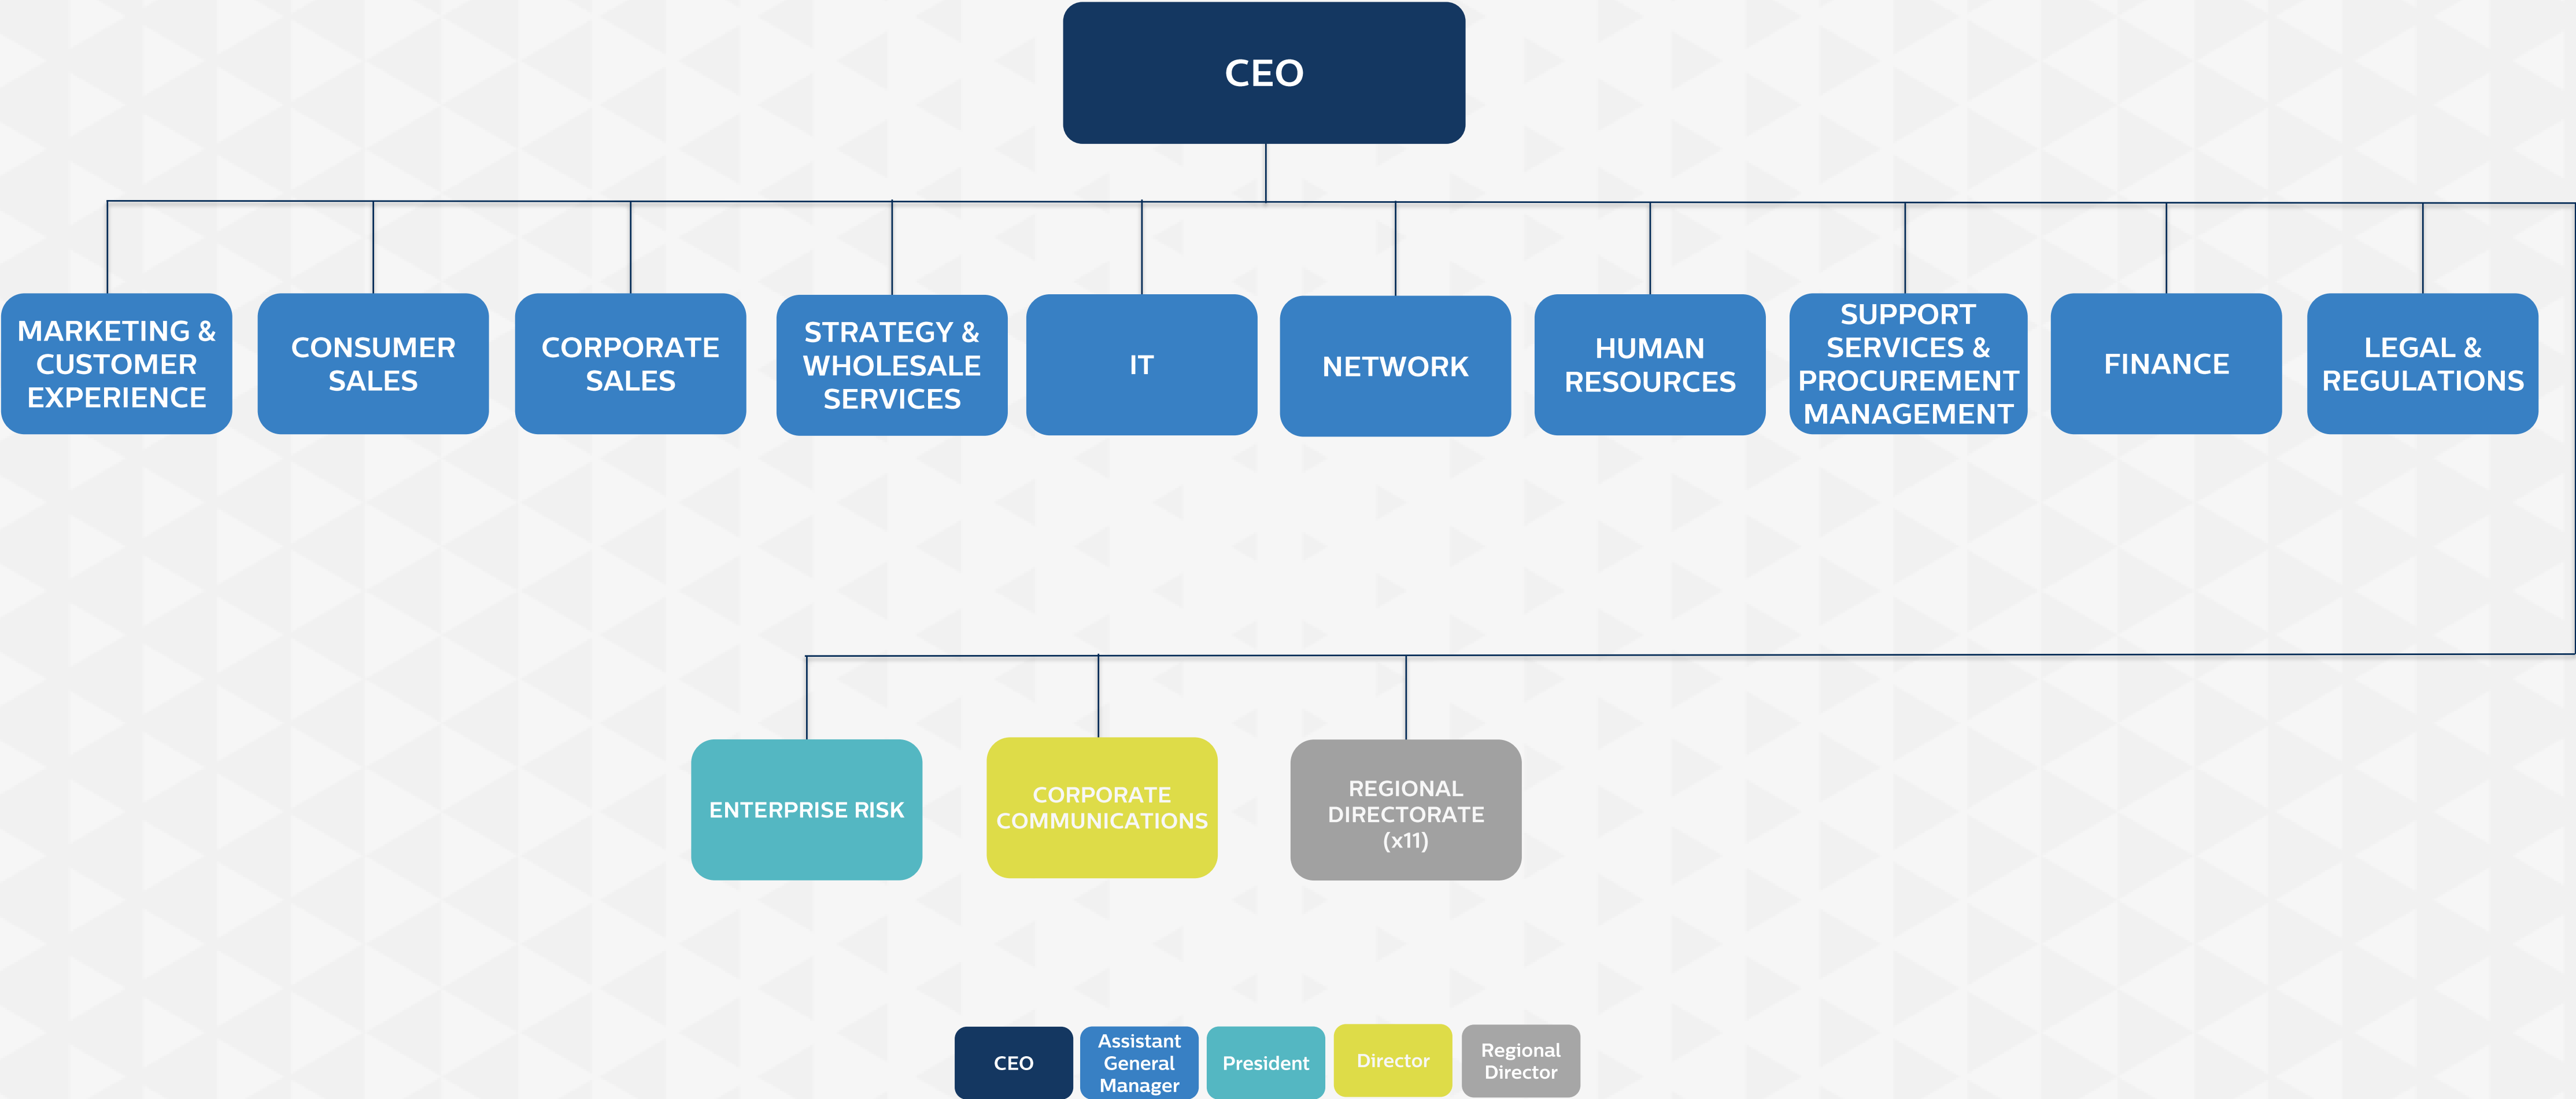 CEO
MARKETING &
CUSTOMER
EXPERIENCE
CONSUMER
SALES
CORPORATE
SALES
STRATEGY &
WHOLESALE
SERVICES
IT
NETWORK
HUMAN
RESOURCES
SUPPORT
SERVICES &
PROCUREMENT
MANAGEMENT
FINANCE
LEGAL &
REGULATIONS
ENTERPRISE RISK
CORPORATE
COMMUNICATIONS
REGIONAL
DIRECTORATE
(x11)
CEO
Assistant
General
Manager
President
Director
Regional
Director